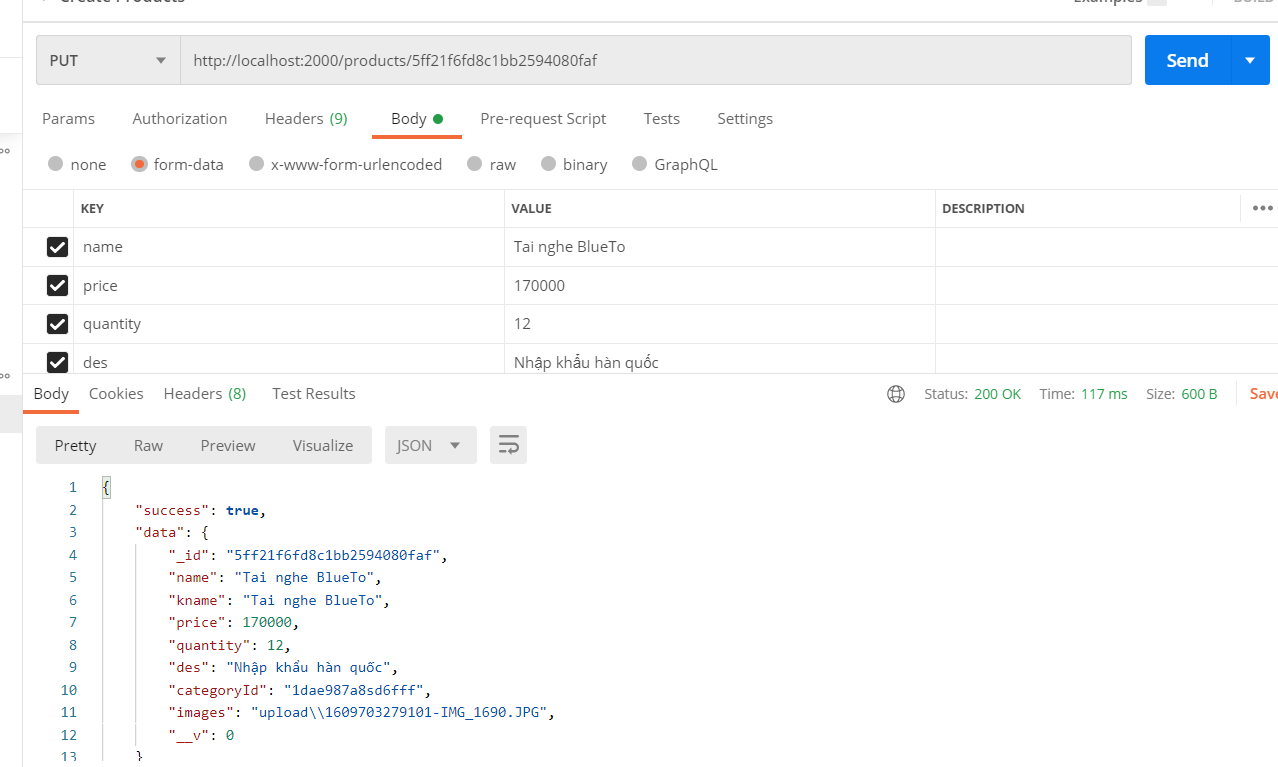 Create Products Examples BUILD
PUT http://localhost:2000/products/5ff21f6fd8c1bb2594080faf Send
Params Authorization Headers (9) Body Pre-request Script Tests Settings
none form-data x-www-form-urlencoded raw binary GraphQL
KEY VALUE DESCRIPTION •••
name Tai nghe BlueTo
price 170000
quantity 12
des Nhập khẩu hàn quốc
Body Cookies Headers (8) Test Results Status: 200 OK Time: 117 ms Size: 600 B Save
Pretty Raw Preview Visualize JSON
1 {
2 "success": true,
3 "data": {
4 "_id": "5ff21f6fd8c1bb2594080faf",
5 "name": "Tai nghe BlueTo",
6 "kname": "Tai nghe BlueTo",
7 "price": 170000,
8 "quantity": 12,
9 "des": "Nhập khẩu hàn quốc",
10 "categoryId": "1dae987a8sd6fff",
11 "images": "upload\\1609703279101-IMG_1690.JPG",
12 "__v": 0
13 }